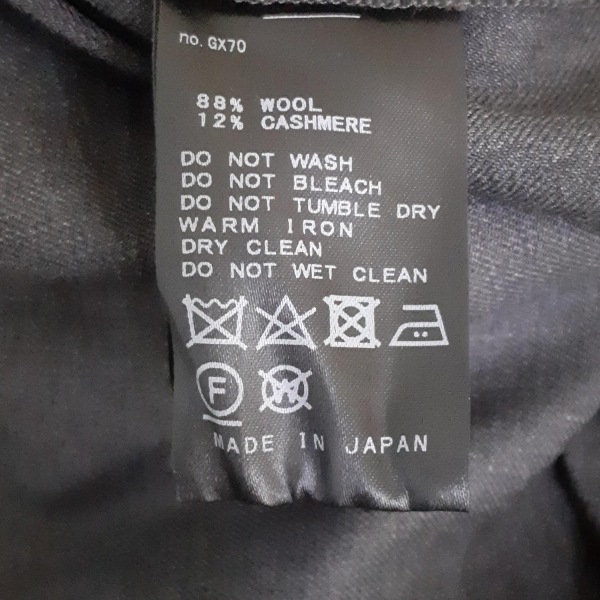 no. GX70
88% WOOL
12% CASHMERE
DO NOT WASH
DO NOT BLEACH
DO NOT TUMBLE DRY
WARM IRON
DRY CLEAN
DO NOT WET CLEAN
F W
MADE IN JAPAN